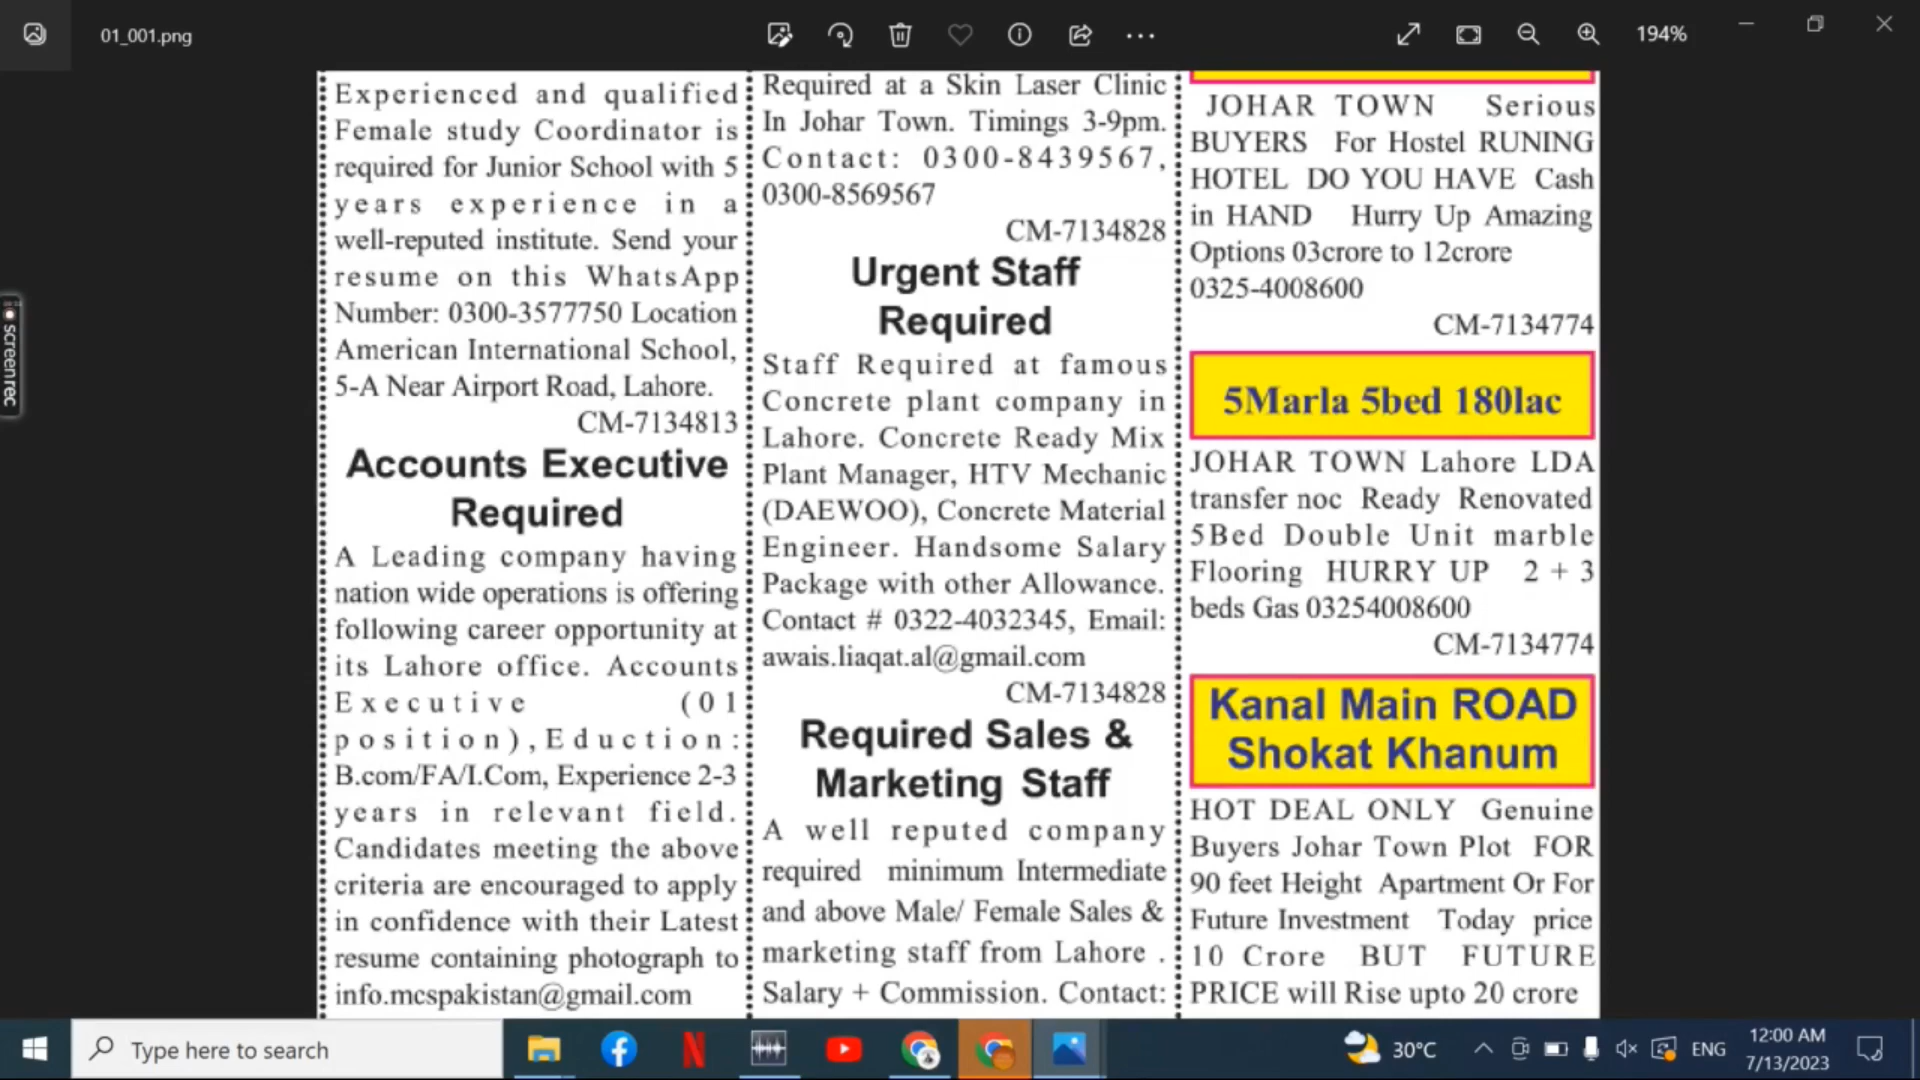 01_001.png
194%
Experienced and qualified
Female study Coordinator is
required for Junior School with 5
years experience in a
well-reputed institute. Send your
resume on this WhatsApp
Number: 0300-3577750 Location
American International School,
5-A Near Airport Road, Lahore.
CM-7134813
Accounts Executive
Required
A Leading company having
nation wide operations is offering
following career opportunity at
its Lahore office. Accounts
Executive (01
position),Eduction:
B.com/FA/I.Com, Experience 2-3
years in relevant field.
Candidates meeting the above
criteria are encouraged to apply
in confidence with their Latest
resume containing photograph to
info.mcspakistan@gmail.com
Required at a Skin Laser Clinic
In Johar Town. Timings 3-9pm.
Contact: 0300-8439567,
0300-8569567
CM-7134828
Urgent Staff
Required
Staff Required at famous
Concrete plant company in
Lahore. Concrete Ready Mix
Plant Manager, HTV Mechanic
(DAEWOO), Concrete Material
Engineer. Handsome Salary
Package with other Allowance.
Contact # 0322-4032345, Email:
awais.liaqat.al@gmail.com
CM-7134828
Required Sales &
Marketing Staff
A well reputed company
required minimum Intermediate
and above Male/ Female Sales &
marketing staff from Lahore .
Salary + Commission. Contact:
JOHAR TOWN Serious
BUYERS For Hostel RUNING
HOTEL DO YOU HAVE Cash
in HAND Hurry Up Amazing
Options 03crore to 12crore
0325-4008600
CM-7134774
5Marla 5bed 180lac
JOHAR TOWN Lahore LDA
transfer noc Ready Renovated
5Bed Double Unit marble
Flooring HURRY UP 2 + 3
beds Gas 03254008600
CM-7134774
Kanal Main ROAD
Shokat Khanum
HOT DEAL ONLY Genuine
Buyers Johar Town Plot FOR
90 feet Height Apartment Or For
Future Investment Today price
10 Crore BUT FUTURE
PRICE will Rise upto 20 crore
screenrec
Type here to search
30°C
ENG
12:00 AM
7/13/2023